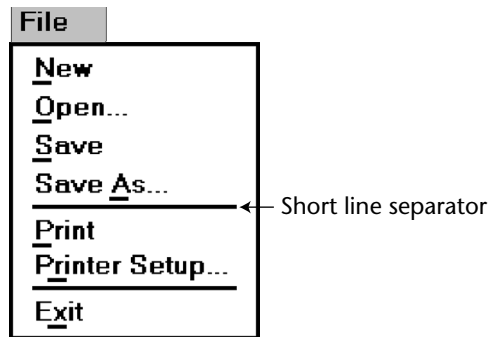 File
New
Open...
Save
Save As...
Short line separator
Print
Printer Setup...
Exit